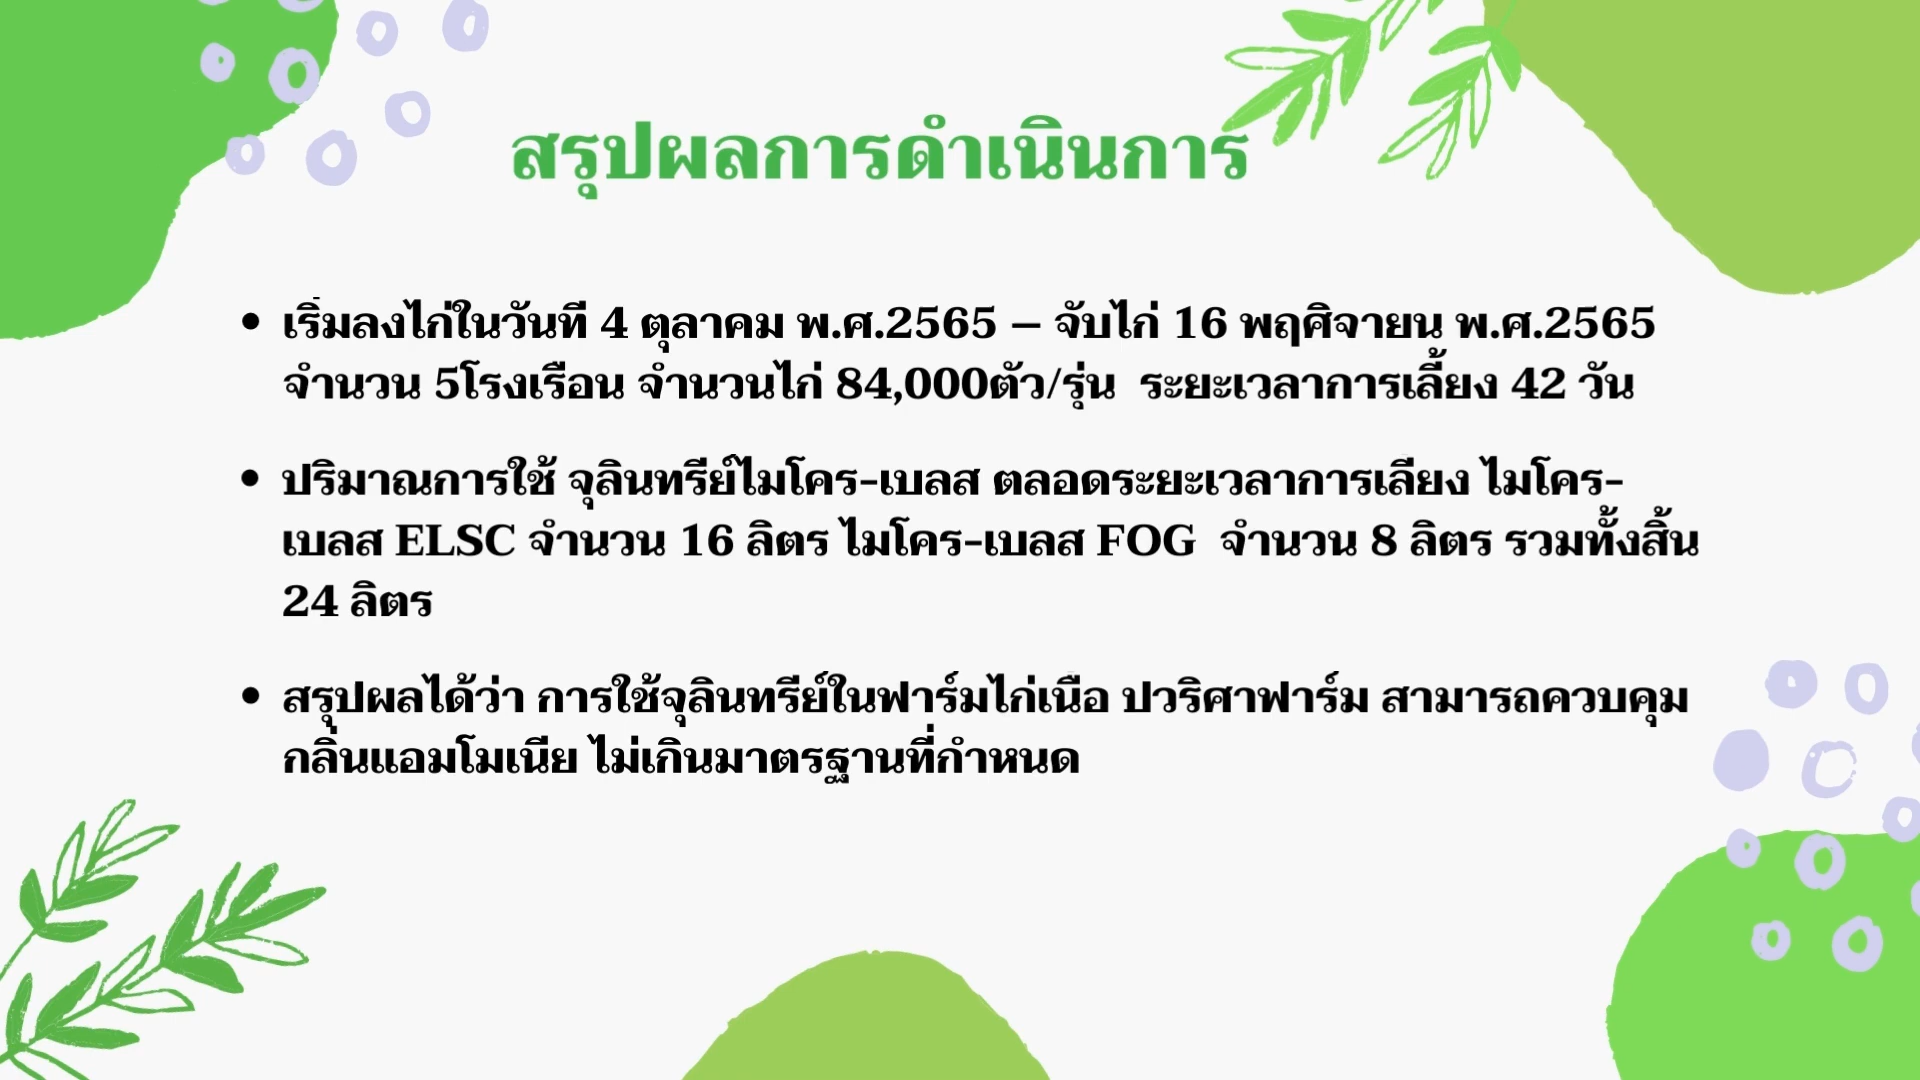 สรุปผลการดำเนินการ
เริ่มลงไก่ในวันที่ 4 ตุลาคม พ.ศ.2565 – จับไก่ 16 พฤศิจายน พ.ศ.2565
จำนวน 5โรงเรือน จำนวนไก่ 84,000ตัว/รุ่น ระยะเวลาการเลี้ยง 42 วัน
ปริมาณการใช้ จุลินทรีย์ไมโคร-เบลส ตลอดระยะเวลาการเลี้ยง ไมโคร-
เบลส ELSC จำนวน 16 ลิตร ไมโคร-เบลส FOG จำนวน 8 ลิตร รวมทั้งสิ้น
24 ลิตร
สรุปผลได้ว่า การใช้จุลินทรีย์ในฟาร์มไก่เนื้อ ปวริศาฟาร์ม สามารถควบคุม
กลิ่นแอมโมเนีย ไม่เกินมาตรฐานที่กำหนด